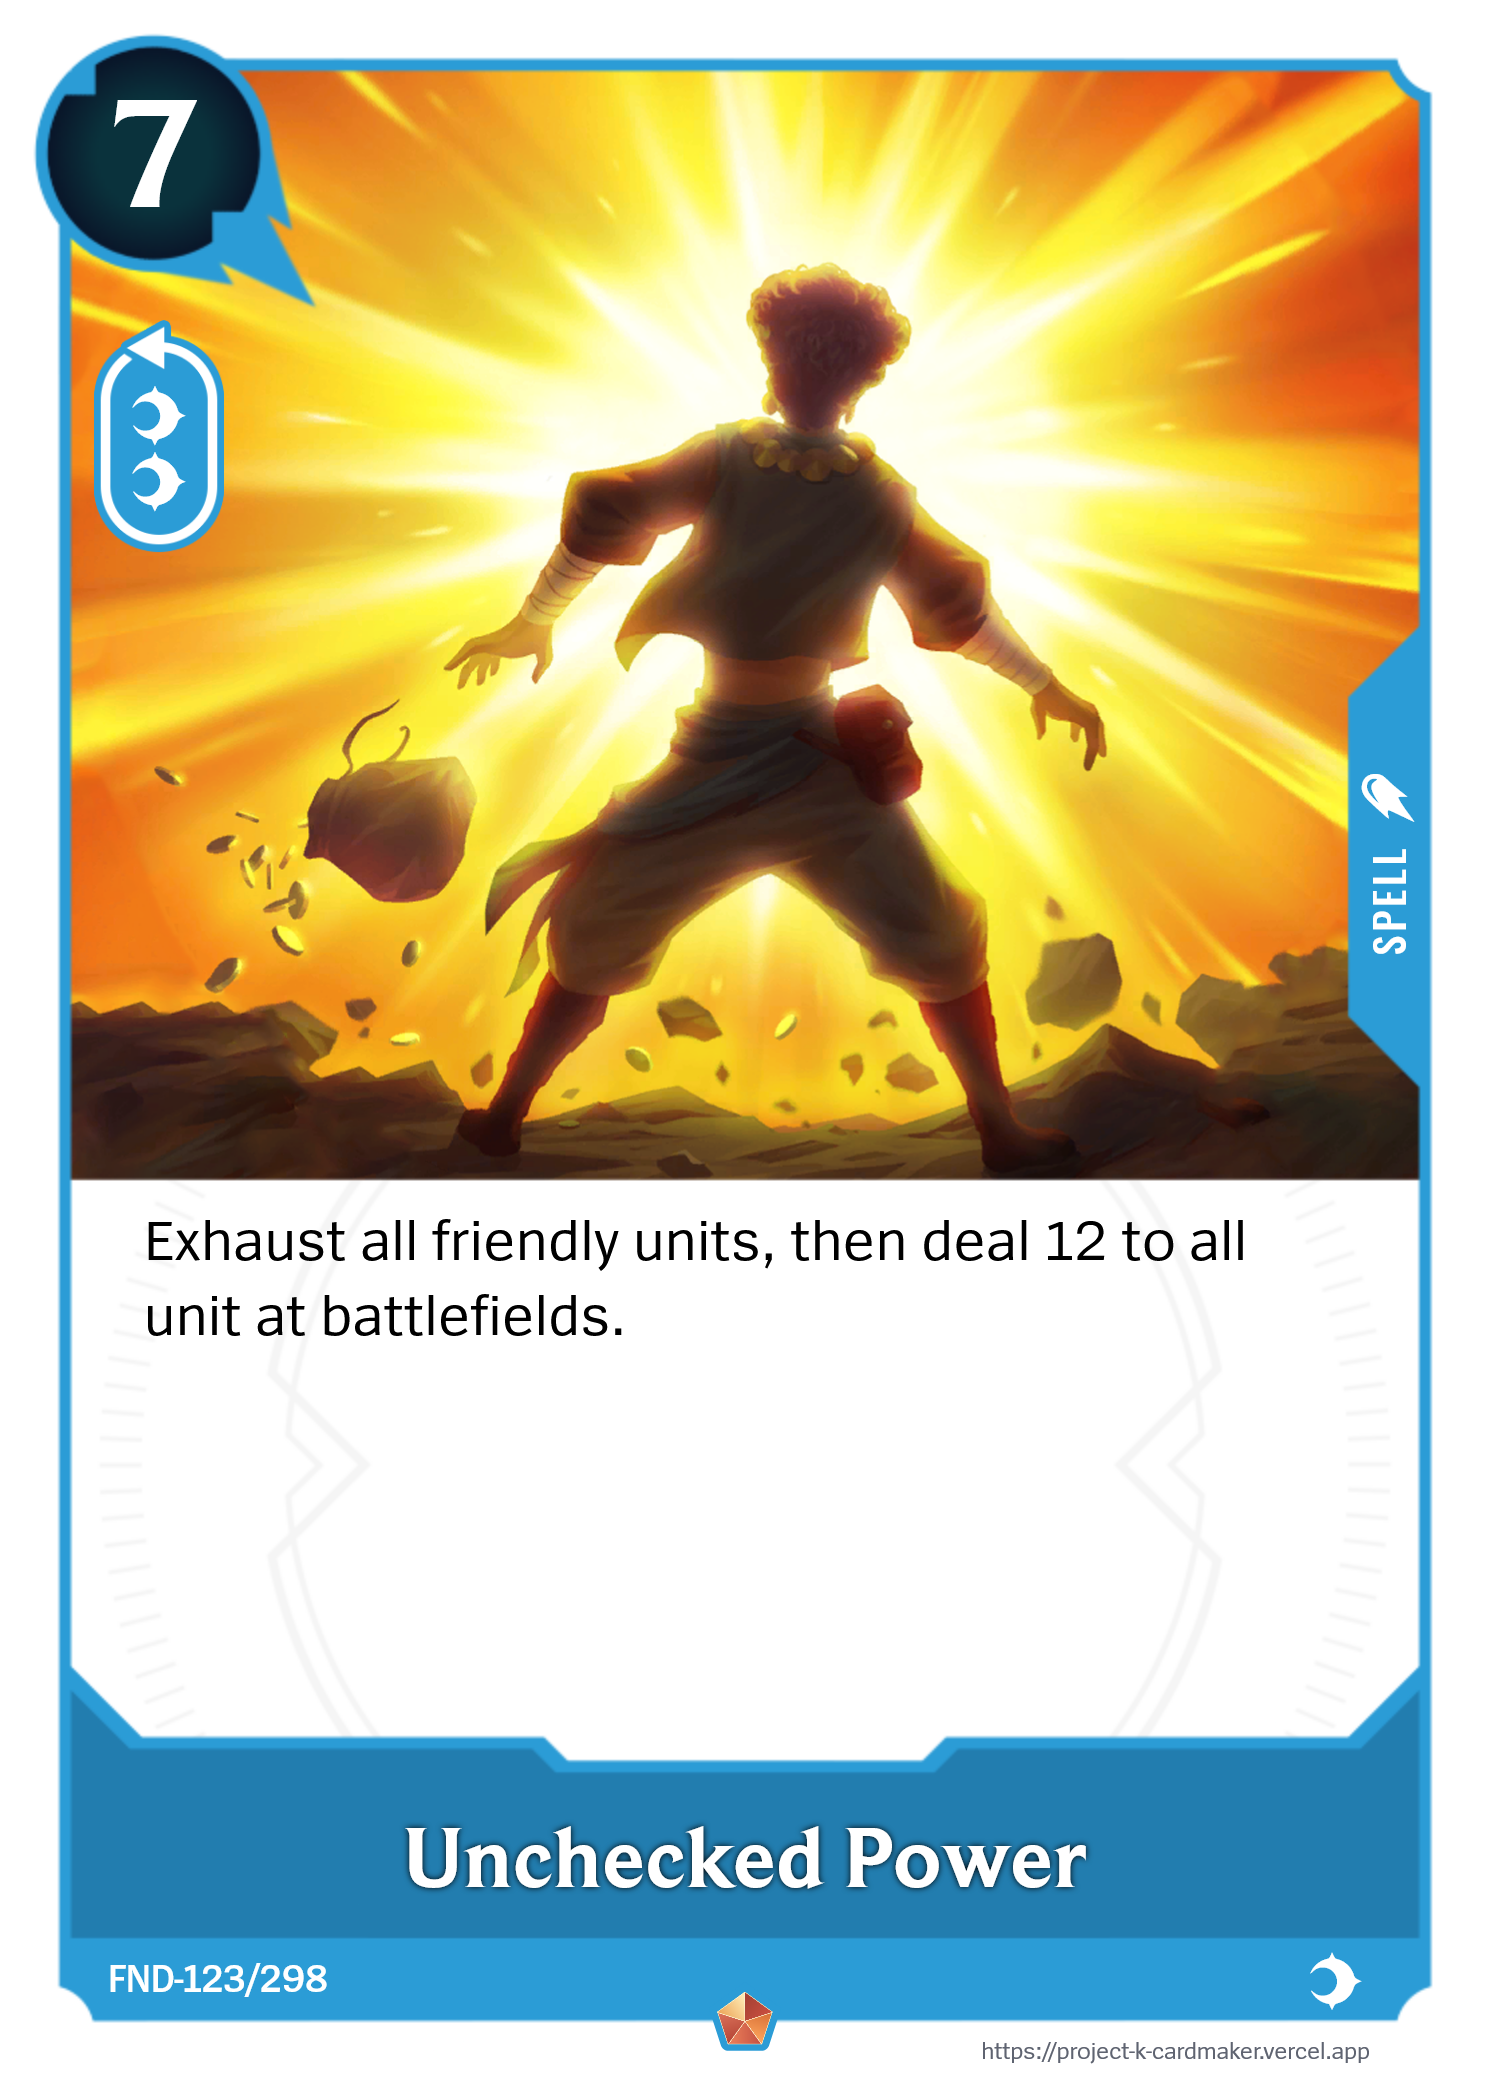 7
SPELL
Exhaust all friendly units, then deal 12 to all
unit at battlefields.
Unchecked Power
FND-123/298
https://project-k-cardmaker.vercel.app